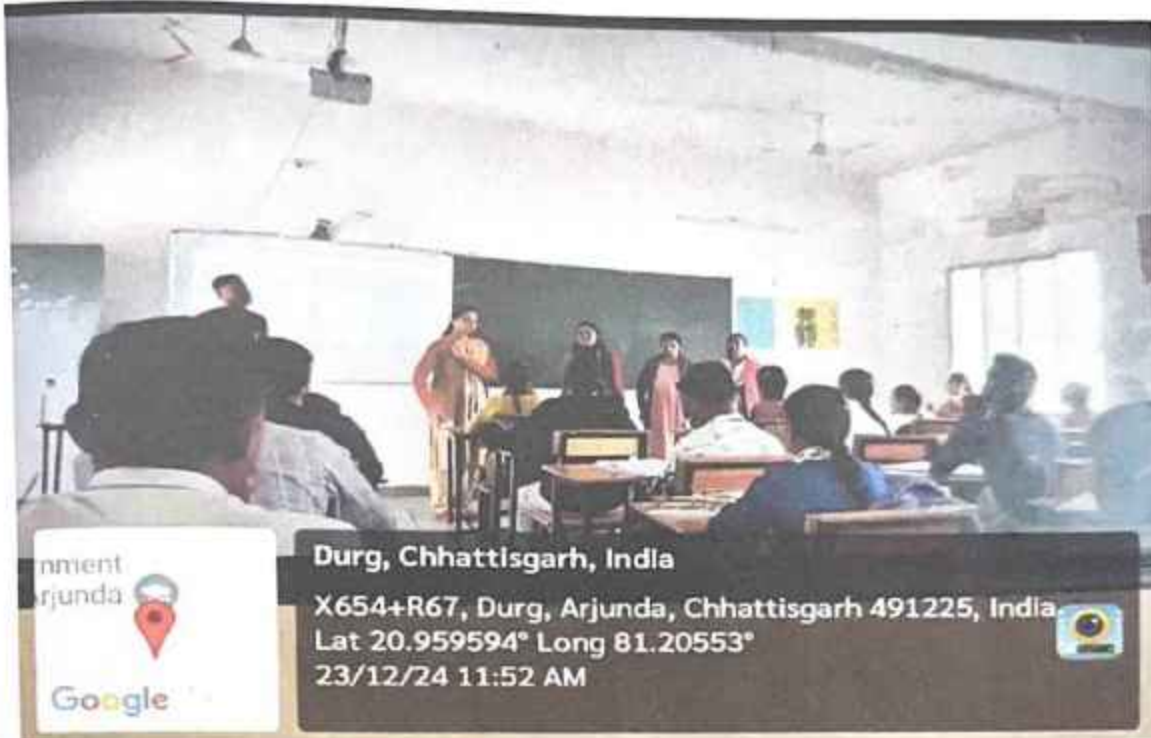 nment
rjunda
Google
Durg, Chhattisgarh, India
X654+R67, Durg, Arjunda, Chhattisgarh 491225, India
Lat 20.959594° Long 81.20553°
23/12/24 11:52 AM